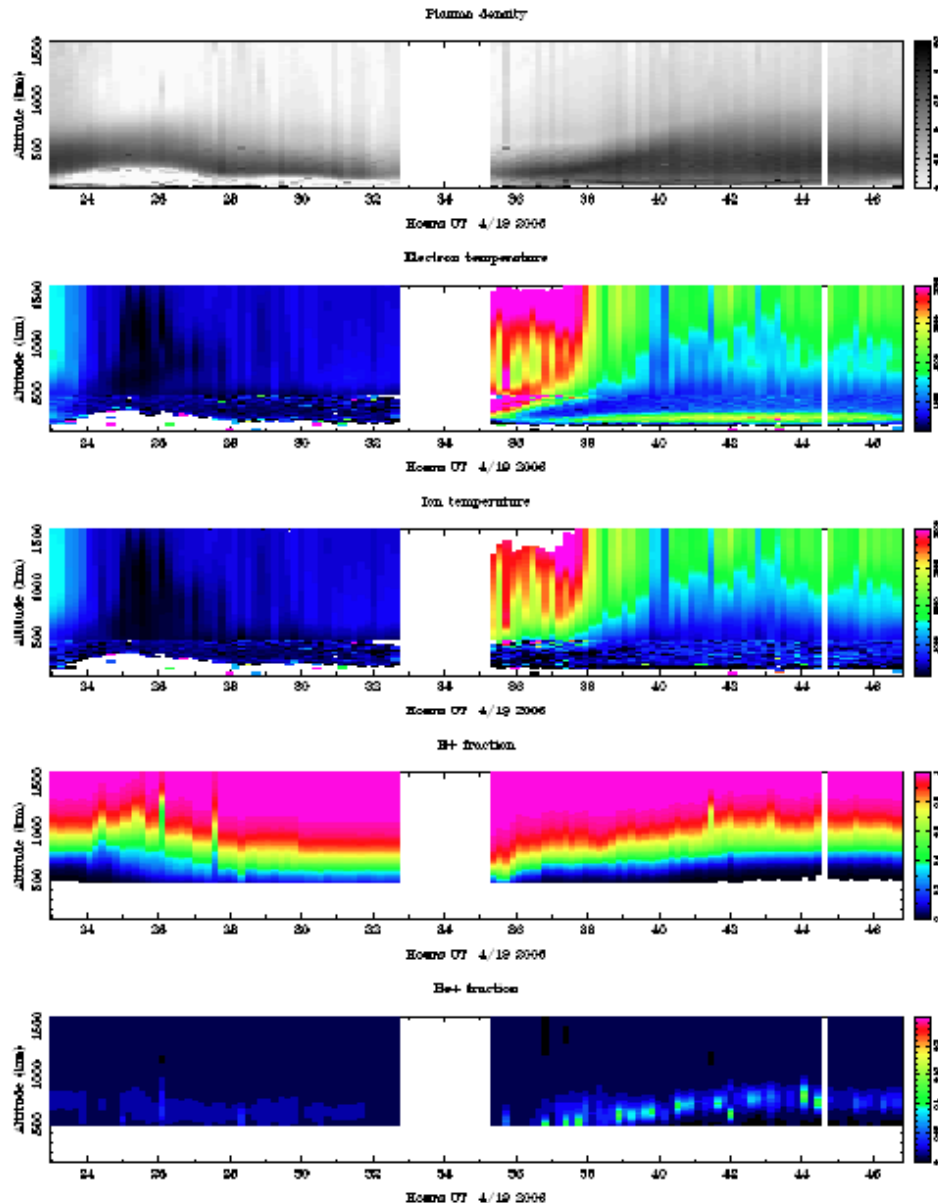 Plasma density
1500
1000
500
Altitude (km)
24 26 28 30 32 34 36 38 40 42 44 46
Hours UT 4/19 2006
Electron temperature
1500
1000
500
Altitude (km)
24 26 28 30 32 34 36 38 40 42 44 46
Hours UT 4/19 2006
Ion temperature
1500
1000
500
Altitude (km)
24 26 28 30 32 34 36 38 40 42 44 46
Hours UT 4/19 2006
H+ fraction
1500
1000
500
Altitude (km)
24 26 28 30 32 34 36 38 40 42 44 46
Hours UT 4/19 2006
He+ fraction
1500
1000
500
Altitude (km)
24 26 28 30 32 34 36 38 40 42 44 46
Hours UT 4/19 2006